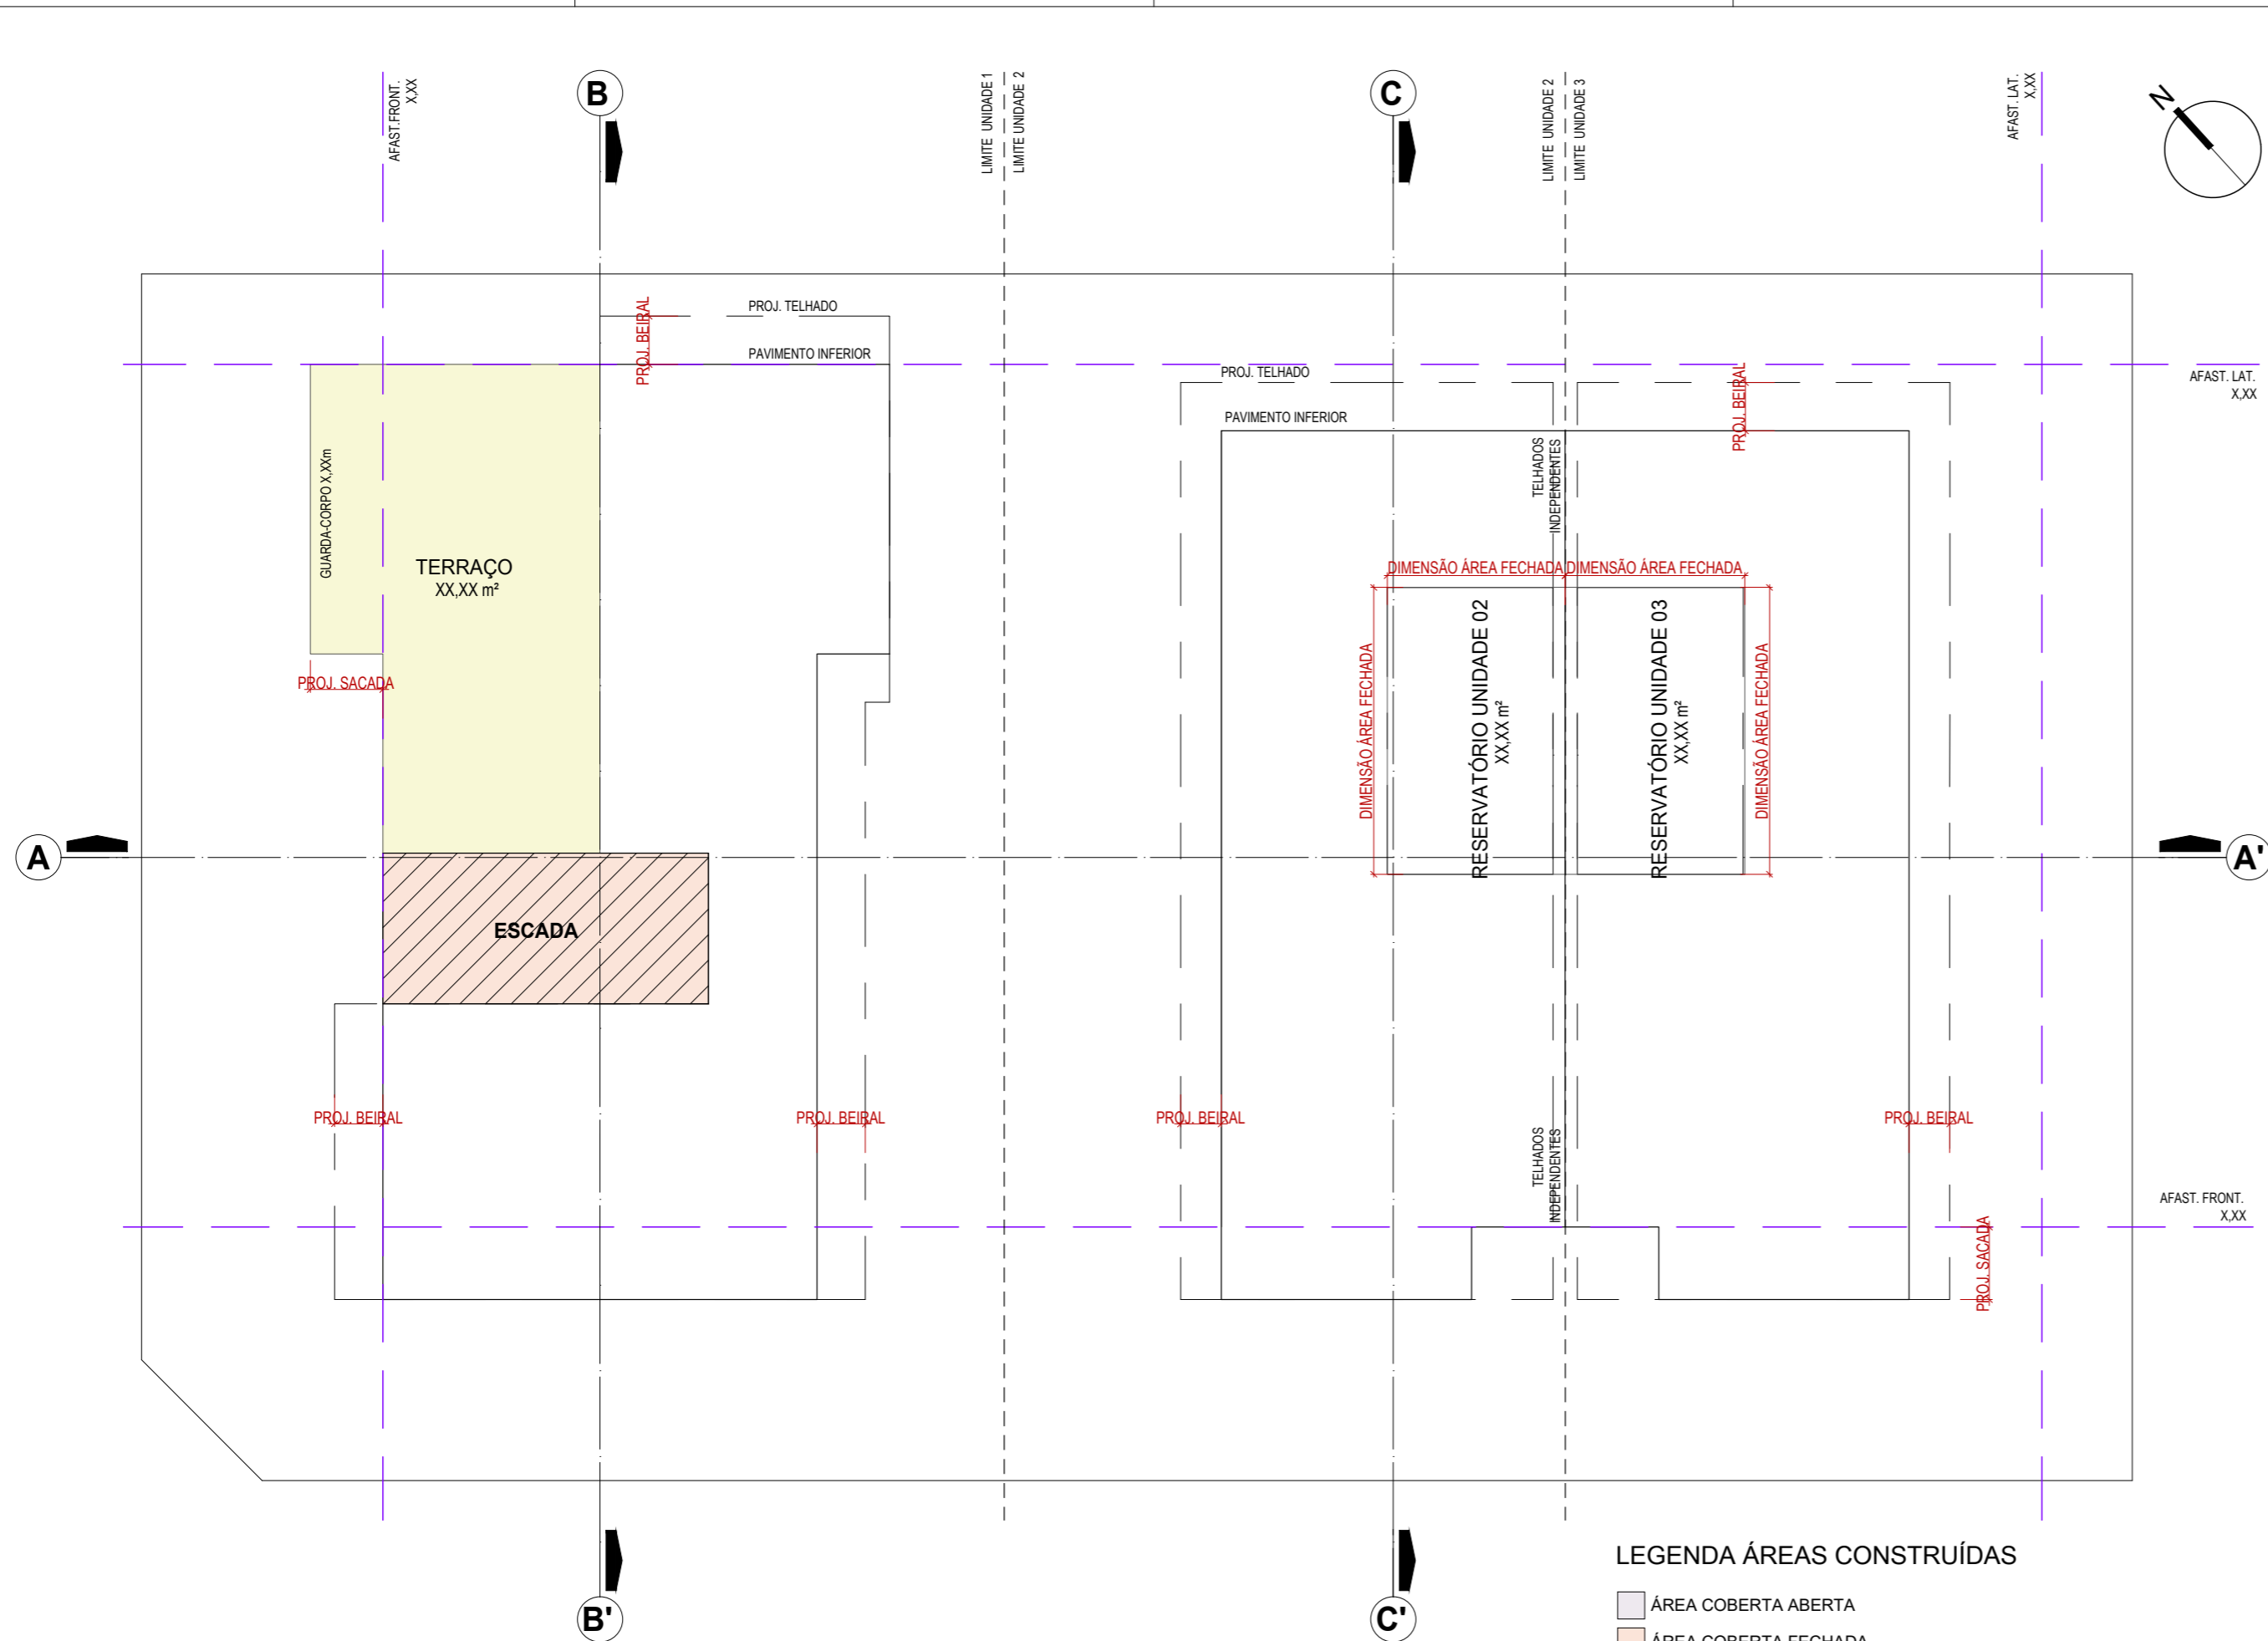 AFAST.FRONT.
X,XX
B
LIMITE UNIDADE 1
LIMITE UNIDADE 2
C
LIMITE UNIDADE 2
LIMITE UNIDADE 3
AFAST. LAT.
X,XX
N
PROJ. BEIRAL
PROJ. TELHADO
PAVIMENTO INFERIOR
PROJ. TELHADO
PAVIMENTO INFERIOR
PROJ. BEIRAL
AFAST. LAT.
X,XX
GUARDA-CORPO X,XXm
TERRAÇO
XX,XX m²
TELHADOS
INDEPENDENTES
DIMENSÃO ÁREA FECHADA
DIMENSÃO ÁREA FECHADA
PROJ. SACADA
DIMENSÃO ÁREA FECHADA
RESERVATÓRIO UNIDADE 02
XX,XX m²
RESERVATÓRIO UNIDADE 03
XX,XX m²
DIMENSÃO ÁREA FECHADA
A
A'
ESCADA
PROJ. BEIRAL
PROJ. BEIRAL
PROJ. BEIRAL
PROJ. BEIRAL
TELHADOS
INDEPENDENTES
AFAST. FRONT.
X,XX
PROJ. SACADA
B'
C'
LEGENDA ÁREAS CONSTRUÍDAS
ÁREA COBERTA ABERTA
ÁREA COBERTA FECHADA